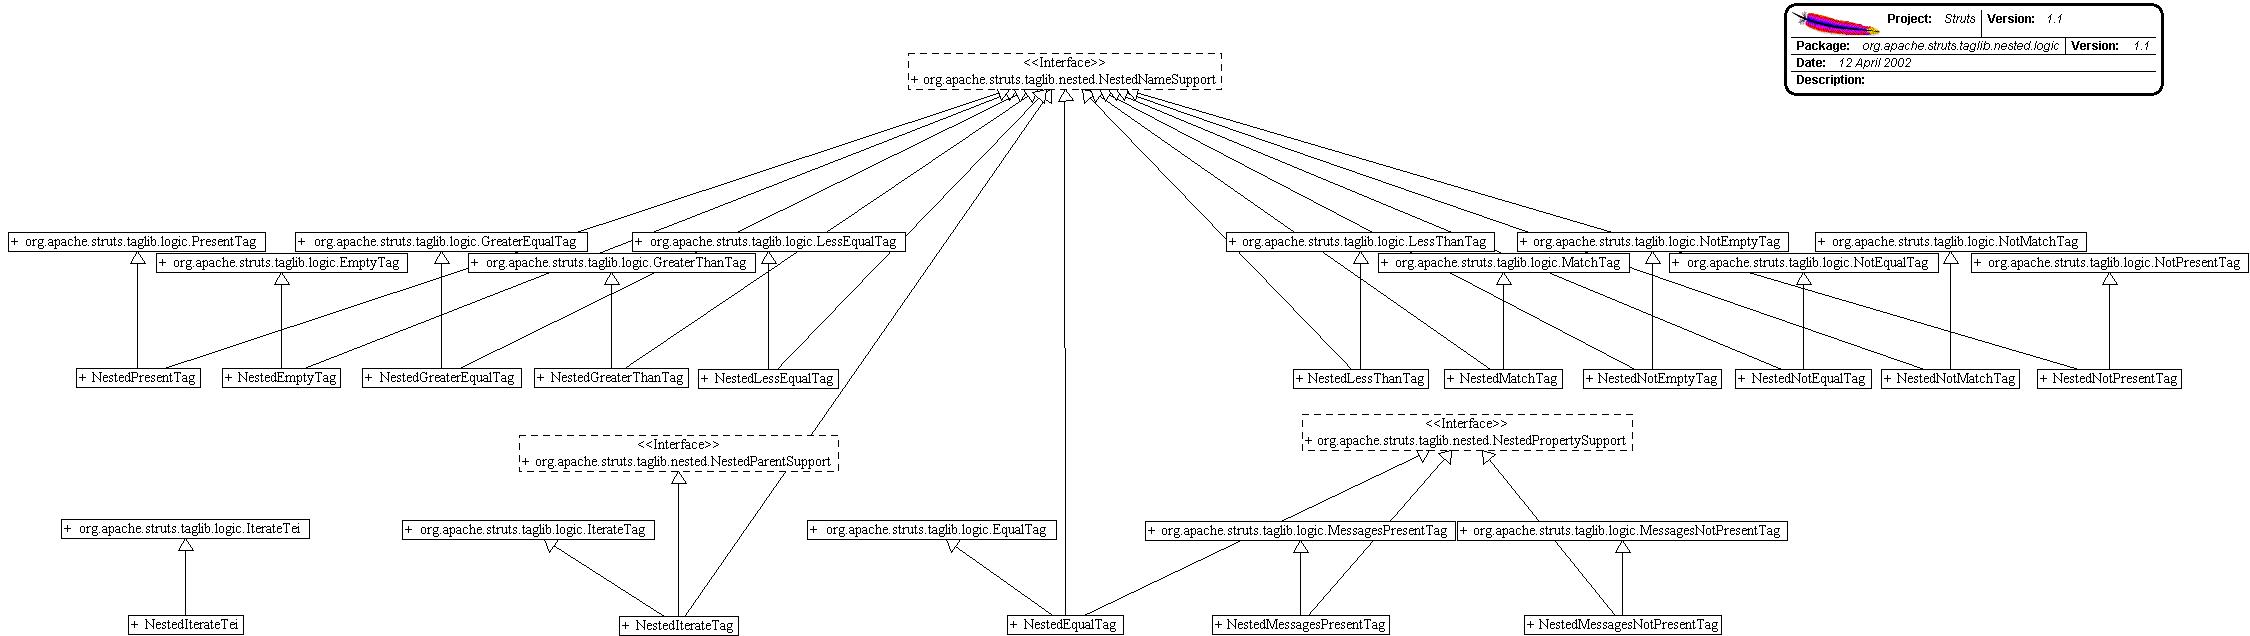 Project: Struts Version: 1.1
Package: org.apache.struts.taglib.nested.logic Version: 1.1
Date: 12 April 2002
Description:
<<Interface>>
+ org.apache.struts.taglib.nested.NestedNameSupport
+ org.apache.struts.taglib.logic.PresentTag
+ org.apache.struts.taglib.logic.GreaterEqualTag
+ org.apache.struts.taglib.logic.LessEqualTag
+ org.apache.struts.taglib.logic.LessThanTag
+ org.apache.struts.taglib.logic.NotEmptyTag
+ org.apache.struts.taglib.logic.NotMatchTag
+ org.apache.struts.taglib.logic.EmptyTag
+ org.apache.struts.taglib.logic.GreaterThanTag
+ org.apache.struts.taglib.logic.MatchTag
+ org.apache.struts.taglib.logic.NotEqualTag
+ org.apache.struts.taglib.logic.NotPresentTag
+ NestedPresentTag
+ NestedEmptyTag
+ NestedGreaterEqualTag
+ NestedGreaterThanTag
+ NestedLessEqualTag
+ NestedLessThanTag
+ NestedMatchTag
+ NestedNotEmptyTag
+ NestedNotEqualTag
+ NestedNotMatchTag
+ NestedNotPresentTag
<<Interface>>
+ org.apache.struts.taglib.nested.NestedParentSupport
<<Interface>>
+ org.apache.struts.taglib.nested.NestedPropertySupport
+ org.apache.struts.taglib.logic.IterateTei
+ org.apache.struts.taglib.logic.IterateTag
+ org.apache.struts.taglib.logic.EqualTag
+ org.apache.struts.taglib.logic.MessagesPresentTag
+ org.apache.struts.taglib.logic.MessagesNotPresentTag
+ NestedIterateTei
+ NestedIterateTag
+ NestedEqualTag
+ NestedMessagesPresentTag
+ NestedMessagesNotPresentTag